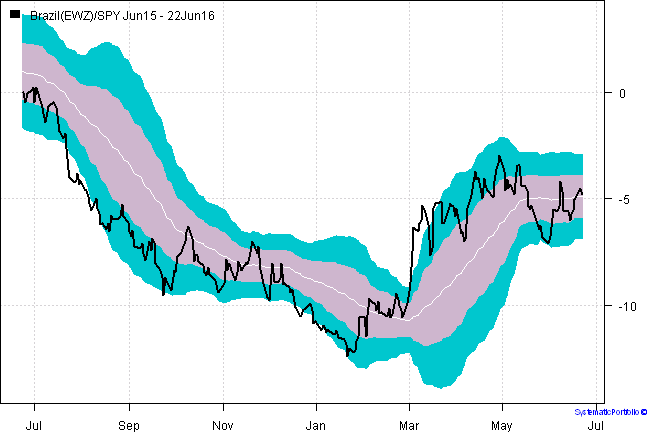 Brazil(EWZ)/SPY Jun15 - 22Jun16
0
-5
-10
SystematicPortfolio ©
Jul Sep Nov Jan Mar May Jul